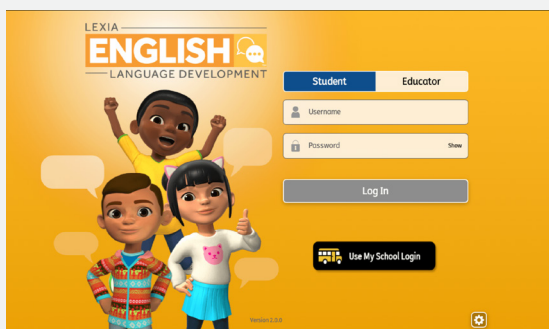 LEXIA
ENGLISH
LANGUAGE DEVELOPMENT
Student Educator
Username
Password Show
Log In
Use My School Login
Version 2.3.0